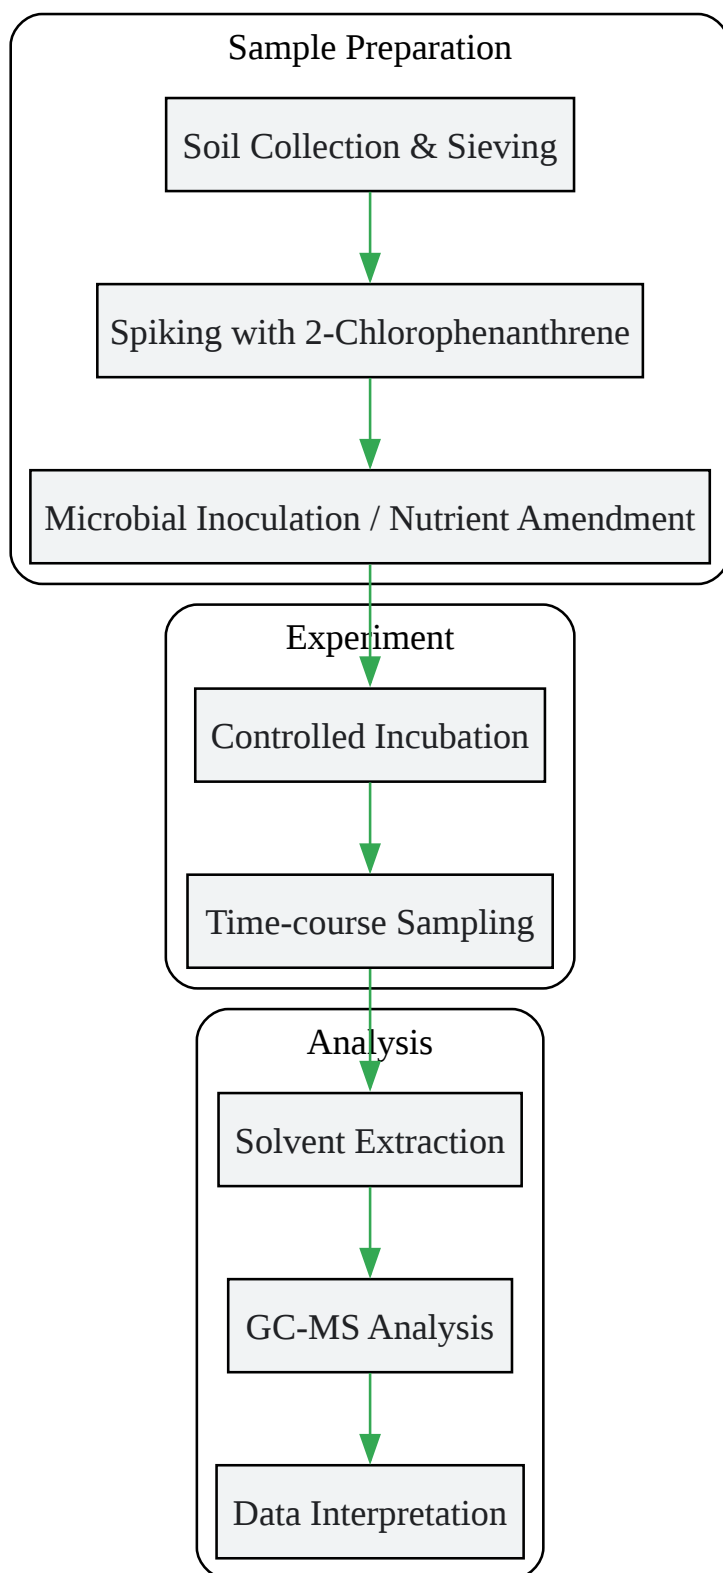 Sample Preparation
Soil Collection & Sieving
Spiking with 2-Chlorophenanthrene
Microbial Inoculation / Nutrient Amendment
Experiment
Controlled Incubation
Time-course Sampling
Analysis
Solvent Extraction
GC-MS Analysis
Data Interpretation